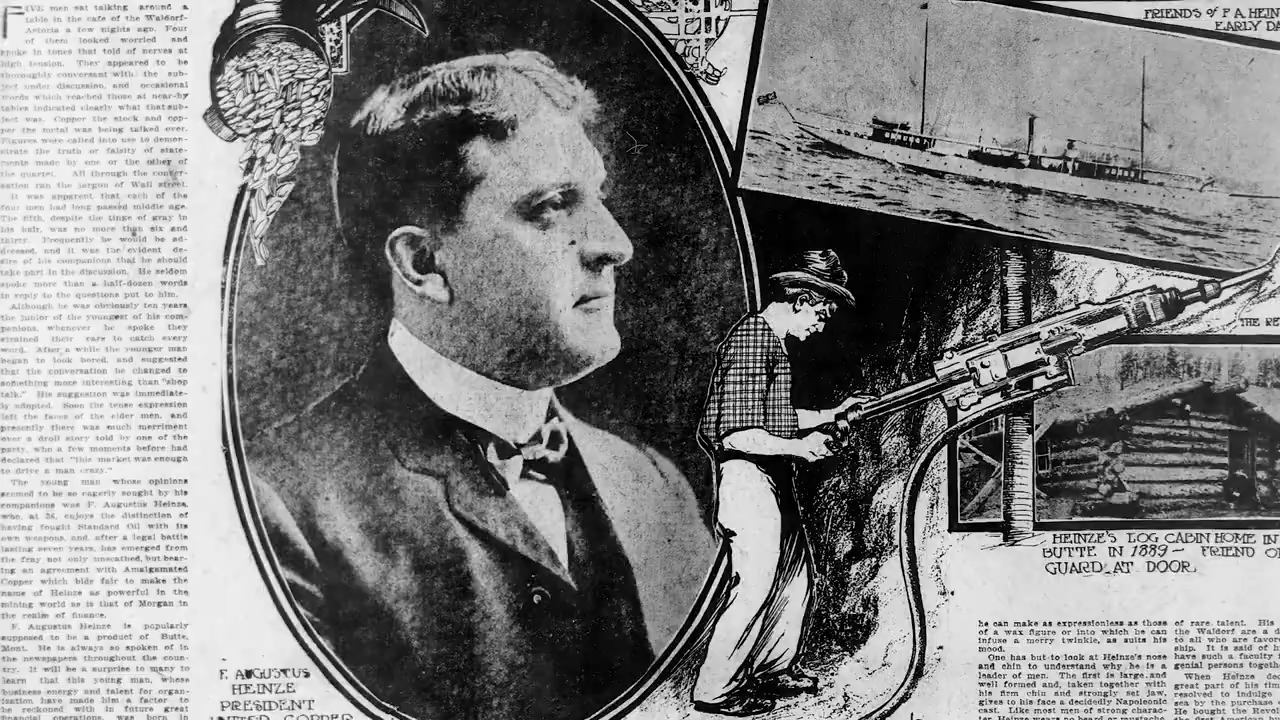 FIVE men sat talking around a
table in the cafe of the Waldorf-
Astoria a few nights ago. Four
of them looked worried and
spoke in tones that told of nerves at
high tension. They appeared to be
thoroughly conversant with the sub-
ject under discussion, and occasional
words which reached those at near-by
tables indicated clearly what that sub-
ject was. Copper the stock and cop-
per the metal was being talked over.
Figures were called into use to demon-
strate the truth or falsity of state-
ments made by one or the other of
the quartet. All through the conver-
sation ran the jargon of Wall street.
It was apparent that each of the
four men had long passed middle age.
The fifth, despite the tinge of gray in
his hair, was no more than six and
thirty. Frequently he would be ad-
dressed, and it was the evident de-
sire of his companions that he should
take part in the discussion. He seldom
spoke more than a half-dozen words
in reply to the questions put to him.
Although he was obviously ten years
the junior of the youngest of his com-
panions, whenever he spoke they
strained their ears to catch every
word. After a while the younger man
began to look bored, and suggested
that the conversation be changed to
something more interesting than "shop
talk." His suggestion was immediate-
ly adopted. Soon the tense expression
left the faces of the elder men, and
presently there was much merriment
over a droll story told by one of the
party, who a few moments before had
declared that "this market was enough
to drive a man crazy."
The young man whose opinions
seemed to be so eagerly sought by his
companions was F. Augustus Heinze,
who, at 36, enjoys the distinction of
having fought Standard Oil with its
own weapons, and, after a legal battle
lasting seven years, has emerged from
the fray not only unscathed, but bear-
ing an agreement with Amalgamated
Copper which bids fair to make the
name of Heinze as powerful in the
mining world as is that of Morgan in
the realm of finance.
F. Augustus Heinze is popularly
supposed to be a product of Butte,
Mont. He is always so spoken of in
the newspapers throughout the coun-
try. It will be a surprise to many to
learn that this young man, whose
business energy and talent for organ-
ization have made him a factor to
be reckoned with in future great
financial operations, was born in
F. AUGUSTUS
HEINZE
PRESIDENT
UNITED COPPER
FRIENDS of F A HEIN
EARLY DA
THE RE
HEINZE'S LOG CABIN HOME IN
BUTTE IN 1889 - FRIEND O
GUARD AT DOOR
he can make as expressionless as those
of a wax figure or into which he can
infuse a merry twinkle, as suits his
mood.
One has but to look at Heinze's nose
and chin to understand why he is a
leader of men. The first is large and
well formed and, taken together with
his firm chin and strongly set jaw,
gives to his face a decidedly Napoleonic
cast. Like most men of strong charac-
ter Heinze wears no beard or mustache
of rare talent. His
the Waldorf are a d
to all who are favor
ship. It is said of h
have such a faculty
genial persons togeth
When Heinze dec
great part of his ti
resolved to indulge
sea by the purchase
He bought the Revol
the first American